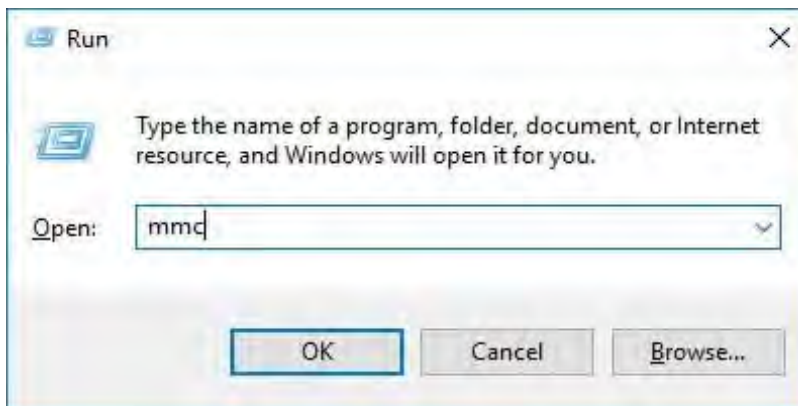 Run
Type the name of a program, folder, document, or Internet
resource, and Windows will open it for you.
Open: mmc
OK Cancel Browse...